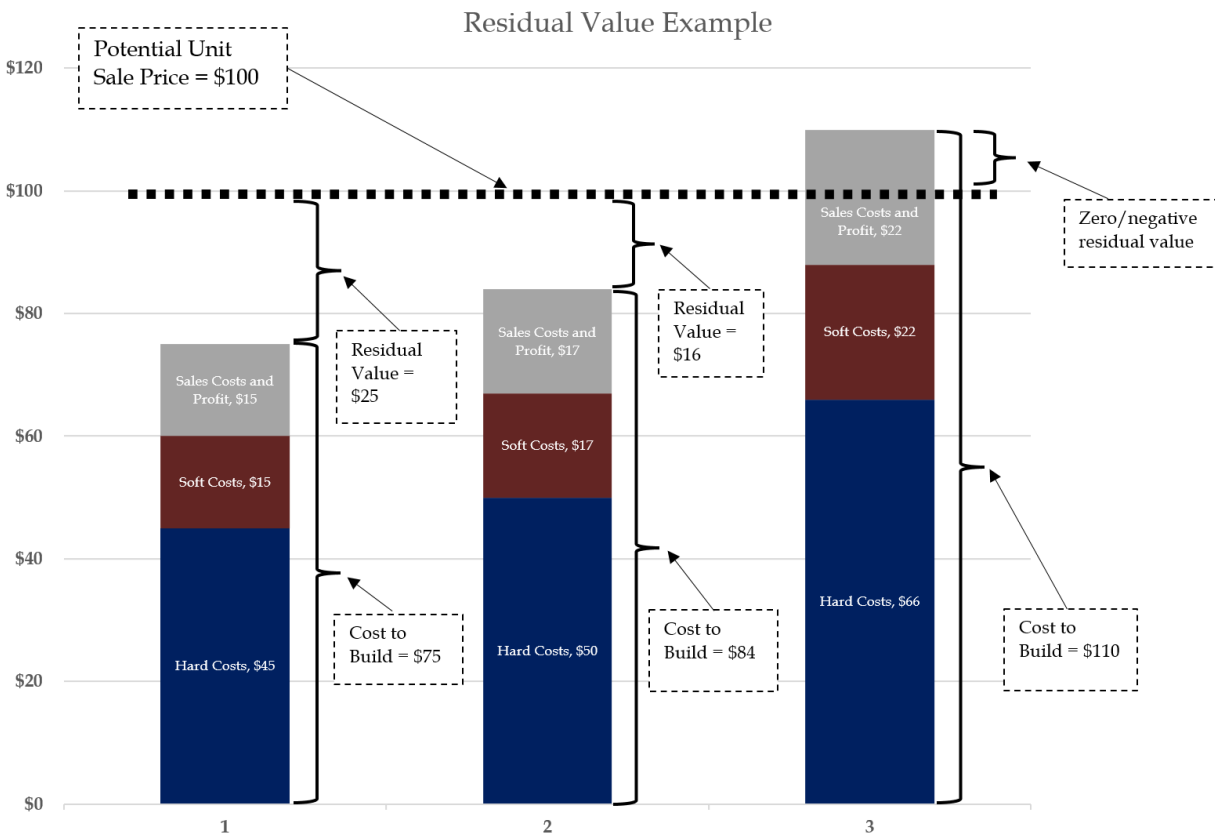 Residual Value Example
Potential Unit
Sale Price = $100
$120
$100
$80
$60
$40
$20
$0
Sales Costs and
Profit, $15
Soft Costs, $15
Hard Costs, $45
Residual
Value =
$25
Cost to
Build = $75
Sales Costs and
Profit, $17
Soft Costs, $17
Hard Costs, $50
Residual
Value =
$16
Cost to
Build = $84
Sales Costs and
Profit, $22
Soft Costs, $22
Hard Costs, $66
Zero/negative
residual value
Cost to
Build = $110
1
2
3